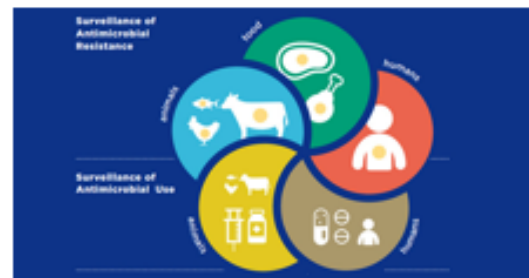 Surveillance of
Antimicrobial
Resistance
food
humans
animals
Surveillance of
Antimicrobial Use
animals
humans